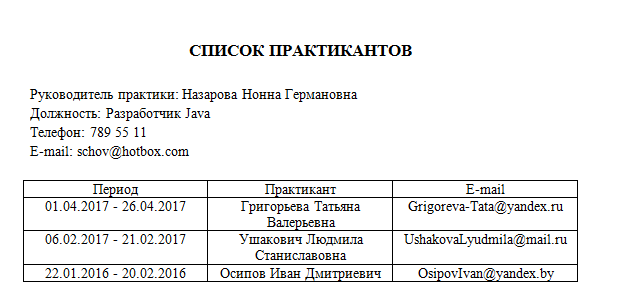 СПИСОК ПРАКТИКАНТОВ
Руководитель практики: Назарова Нонна Германовна
Должность: Разработчик Java
Телефон: 789 55 11
E-mail: schov@hotbox.com
Период Практикант E-mail
01.04.2017 - 26.04.2017 Григорьева Татьяна Grigoreva-Tata@yandex.ru
Валерьевна
06.02.2017 - 21.02.2017 Ушакович Людмила UshakovaLyudmila@mail.ru
Станиславовна
22.01.2016 - 20.02.2016 Осипов Иван Дмитриевич OsipovIvan@yandex.by